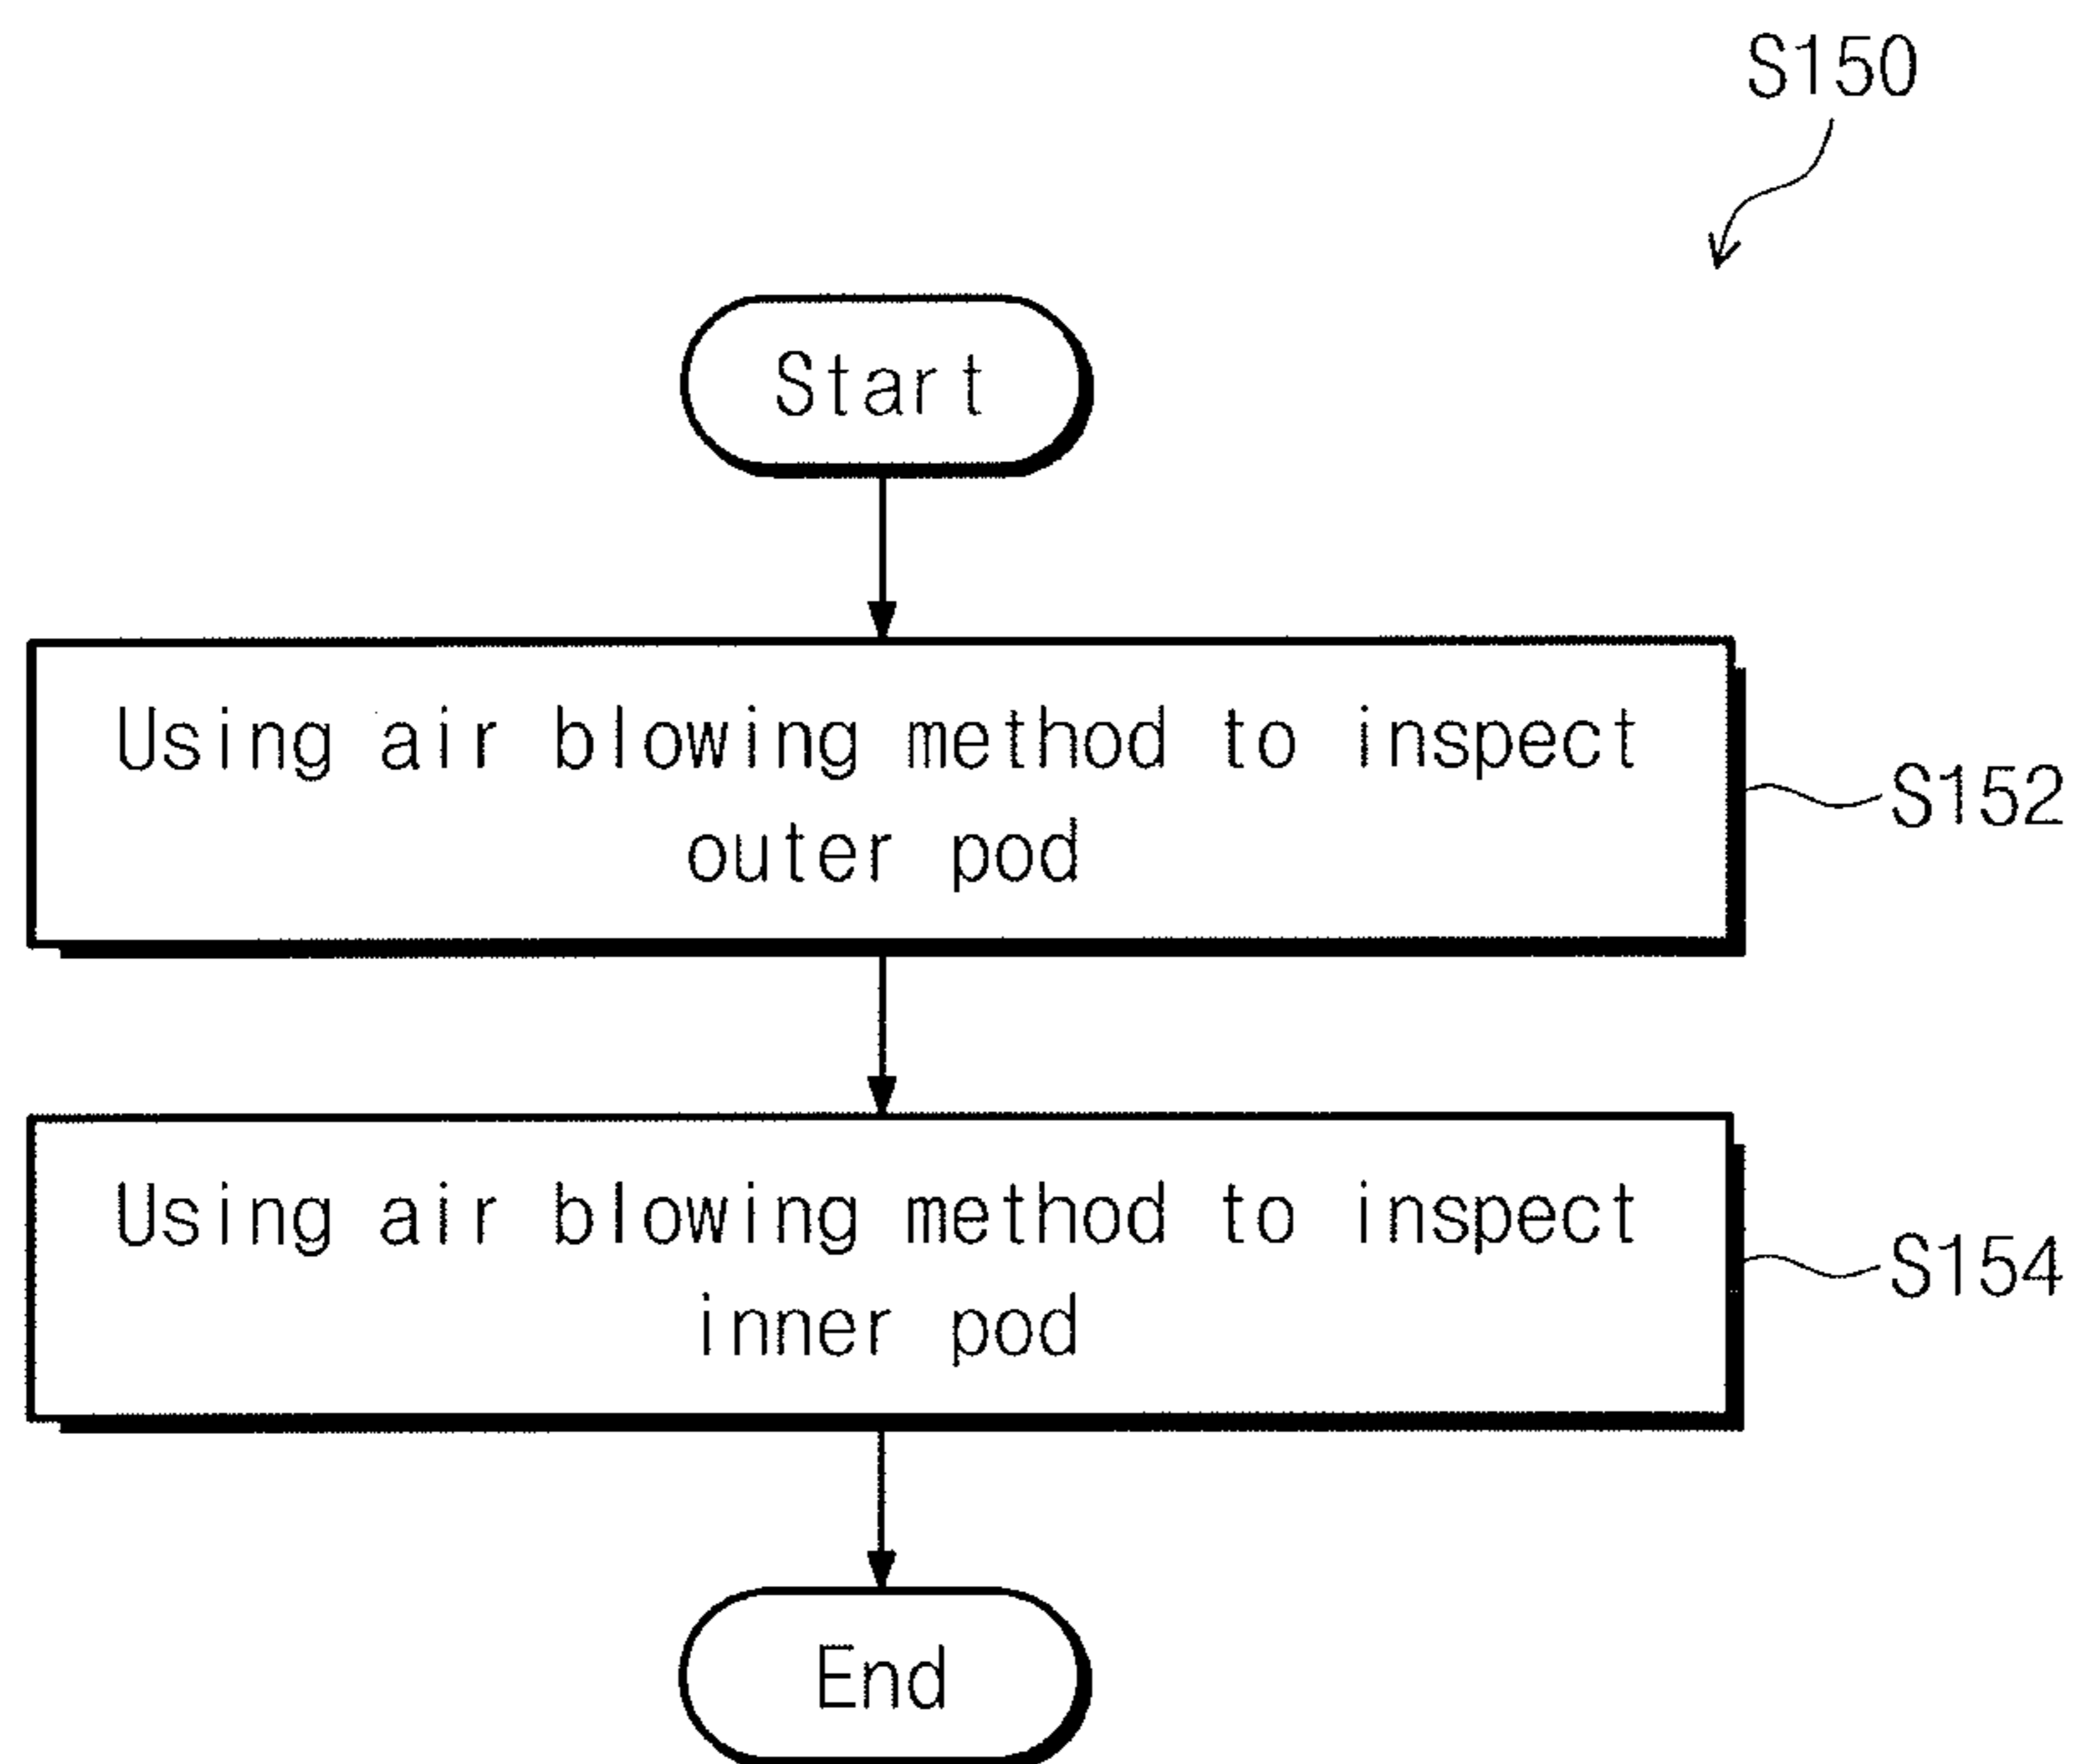 S150
Start
Using air blowing method to inspect
outer pod
S152
Using air blowing method to inspect
inner pod
S154
End